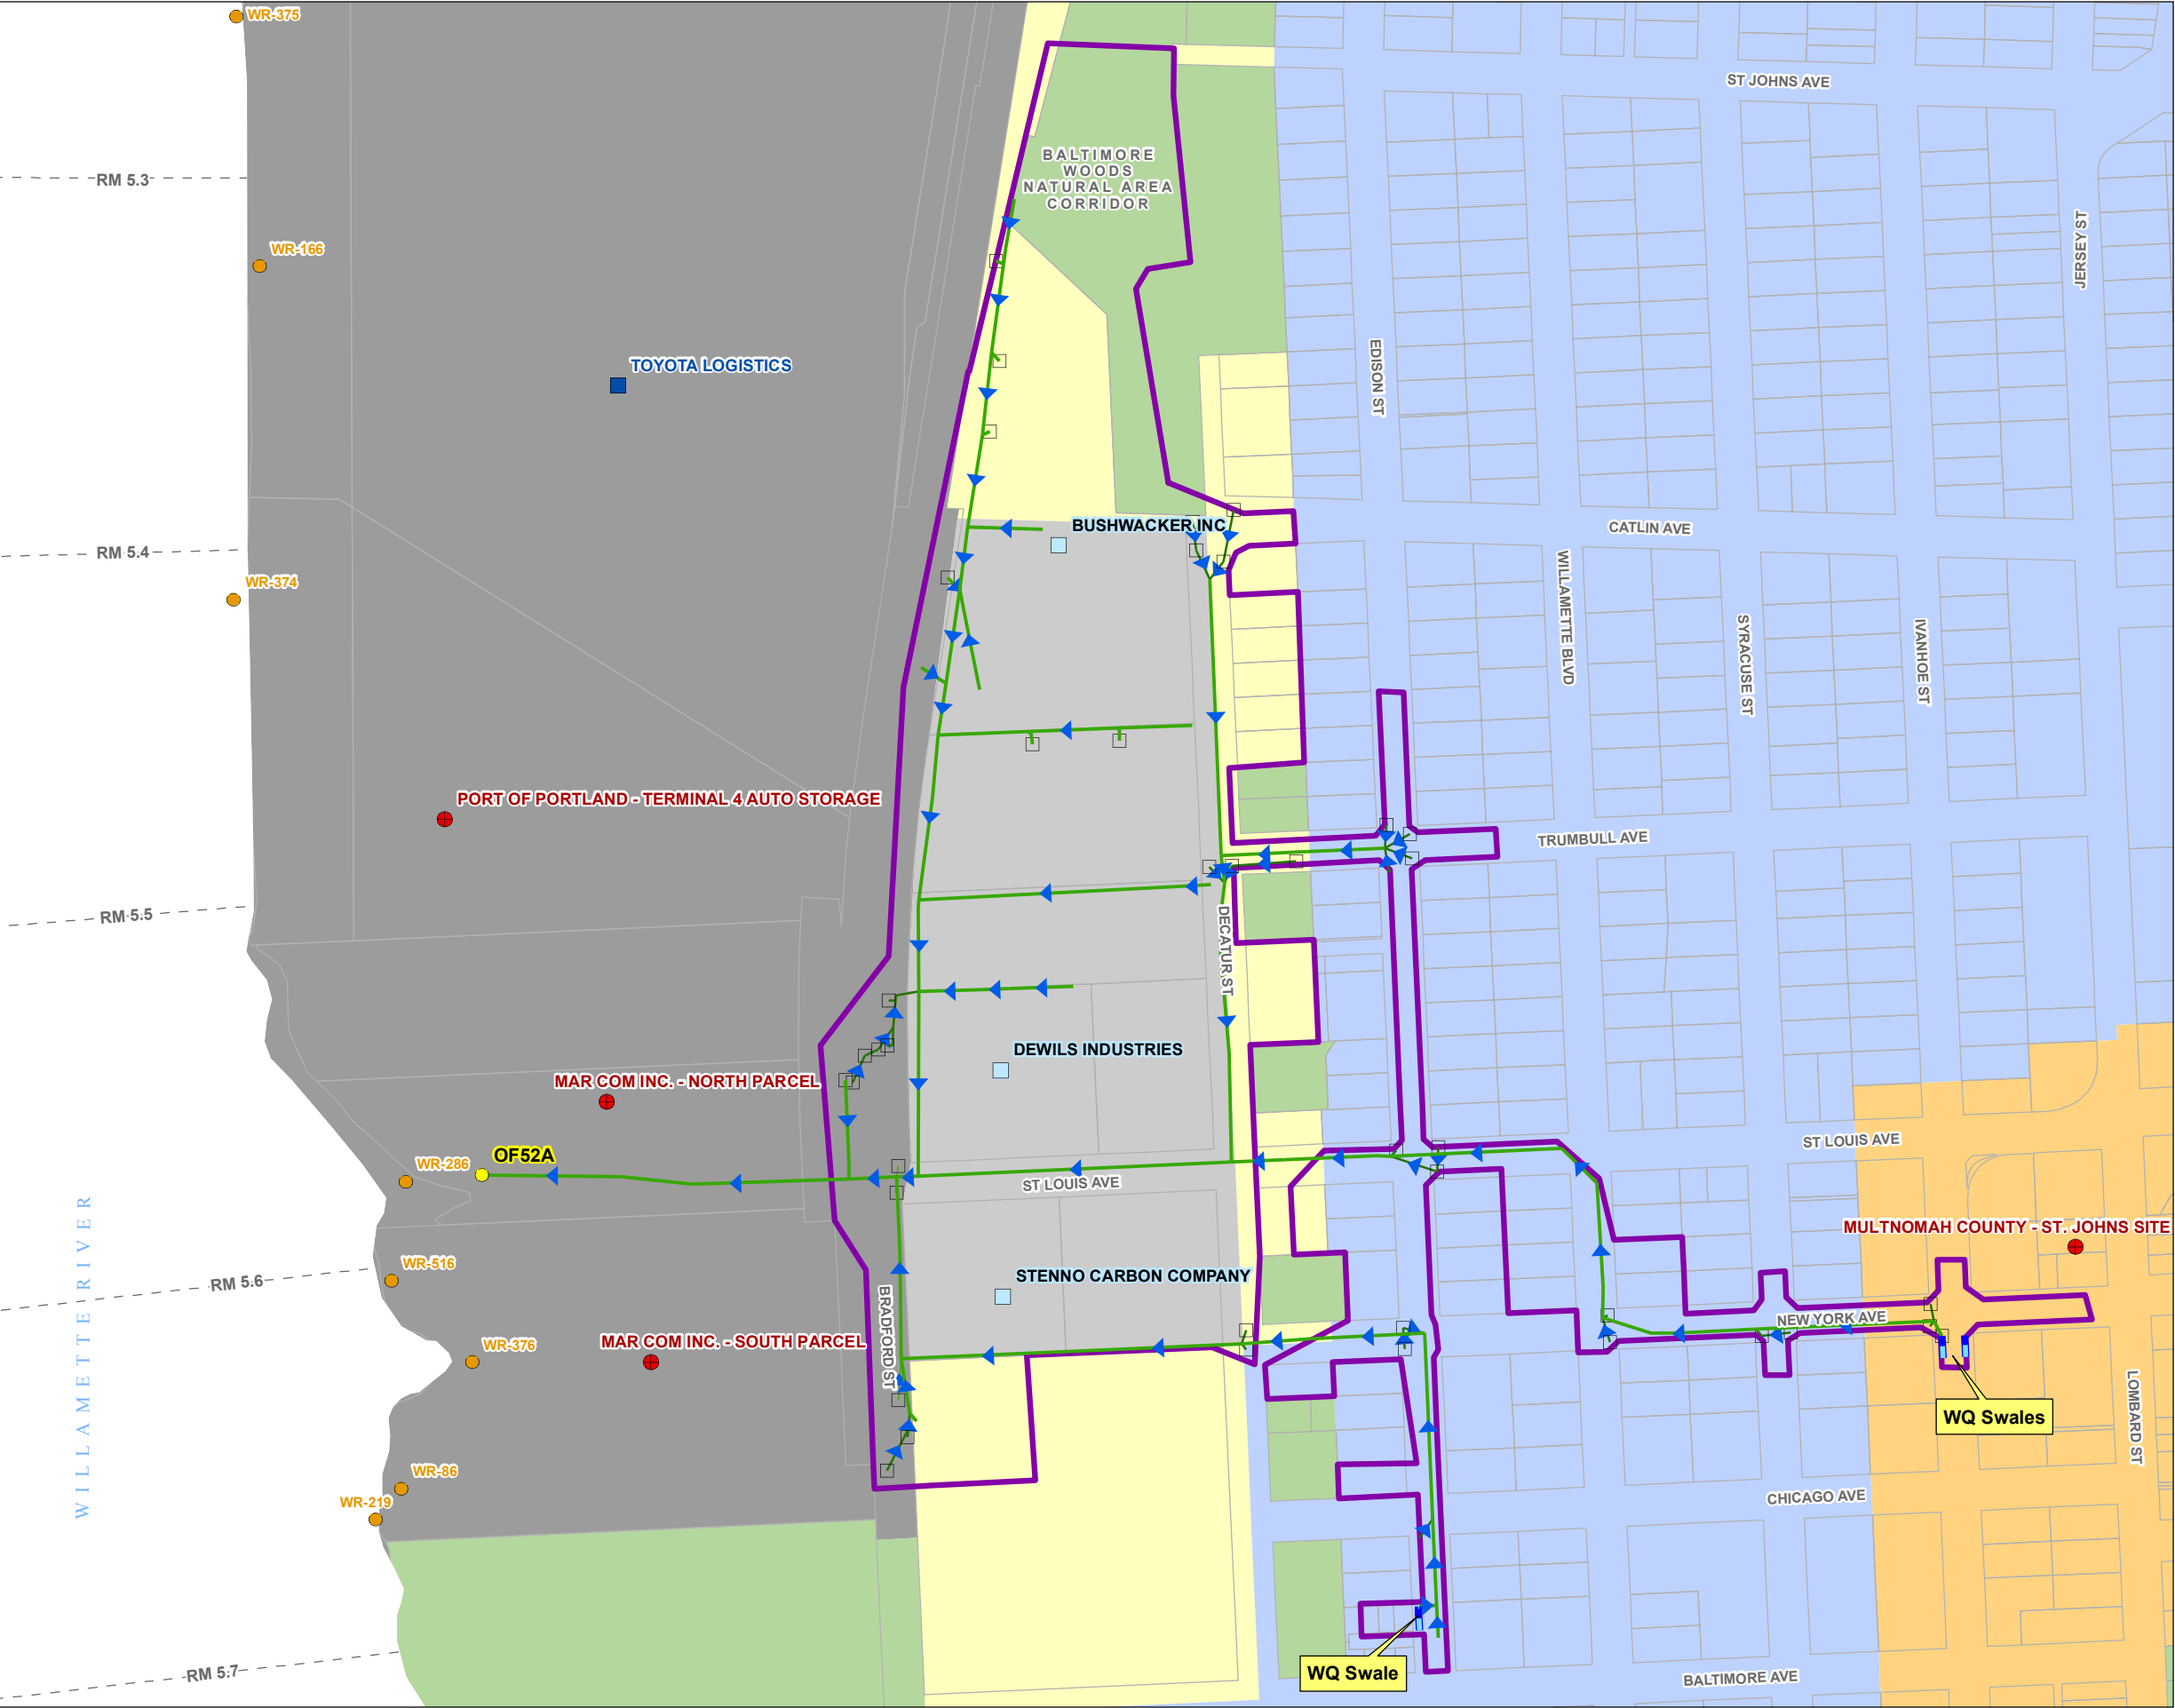 WR-375
ST JOHNS AVE
BALTIMORE
WOODS
NATURAL AREA
CORRIDOR
RM 5.3
WR-166
JERSEY ST
TOYOTA LOGISTICS
EDISON ST
BUSHWACKER INC
CATLIN AVE
RM 5.4
WR-374
WILLAMETTE BLVD
SYRACUSE ST
IVANHOE ST
PORT OF PORTLAND - TERMINAL 4 AUTO STORAGE
TRUMBULL AVE
RM 5.5
DECATUR ST
DEWILS INDUSTRIES
MAR COM INC. - NORTH PARCEL
ST LOUIS AVE
OF52A
WR-286
ST LOUIS AVE
MULTNOMAH COUNTY - ST. JOHNS SITE
WR-516
RM 5.6
STENNO CARBON COMPANY
BRADFORD ST
NEW YORK AVE
WILLAMETTE RIVER
WR-376
MAR COM INC. - SOUTH PARCEL
LOMBARD ST
WQ Swales
WR-86
WR-219
CHICAGO AVE
RM 5.7
WQ Swale
BALTIMORE AVE